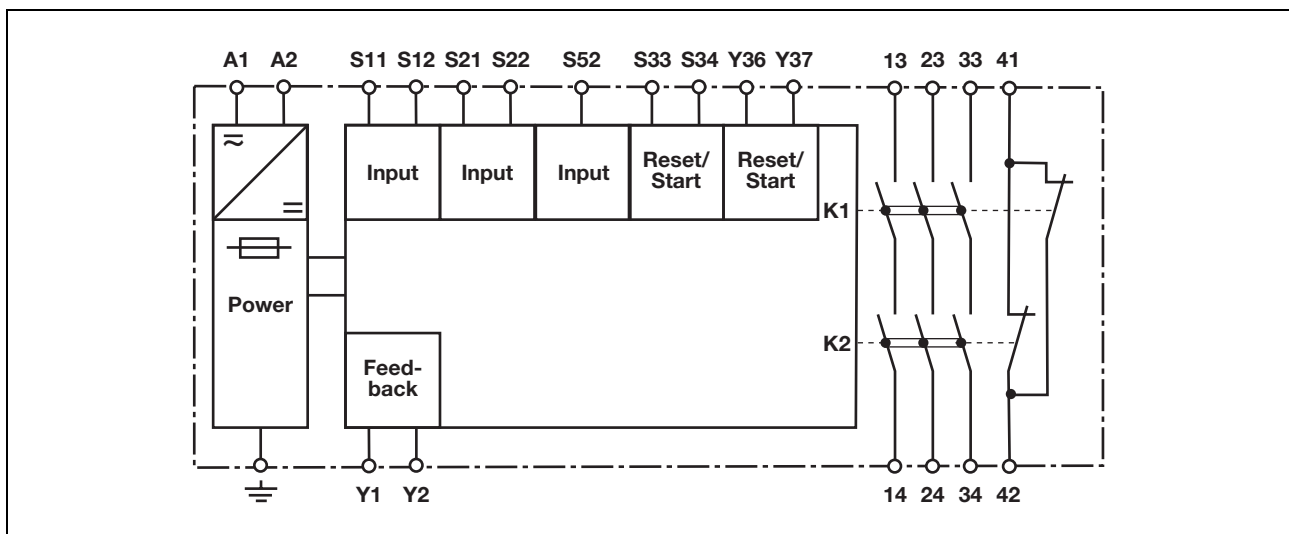 A1 A2 S11 S12 S21 S22 S52 S33 S34 Y36 Y37 13 23 33 41
Input Input Input Reset/ Reset/
Start Start
K1
Power
K2
Feed-
back
Y1 Y2 14 24 34 42